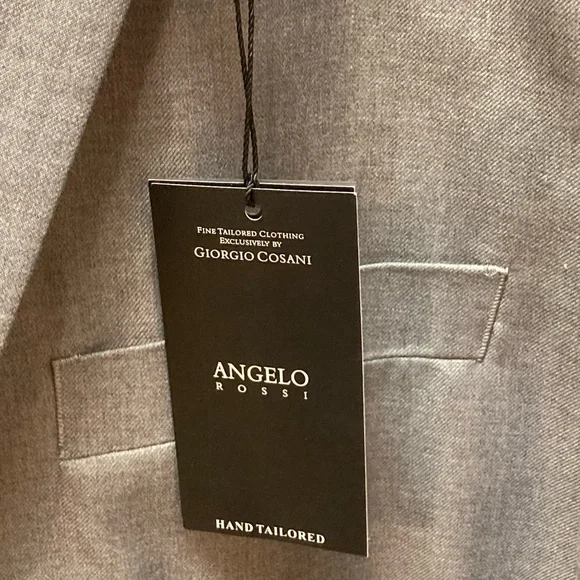 Fine Tailored Clothing
Exclusively by
Giorgio Cosani
ANGELO
ROSSI
HAND TAILORED